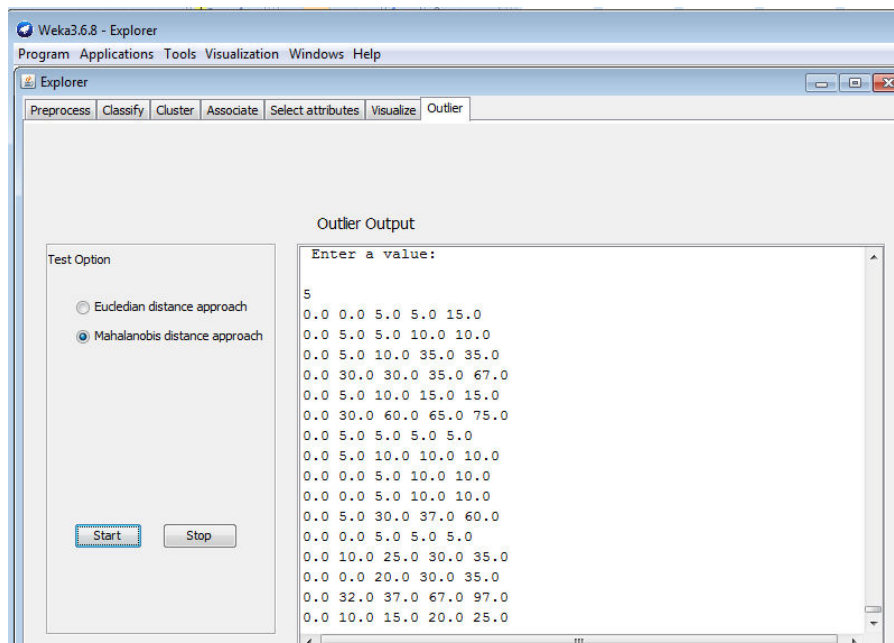 Weka3.6.8 - Explorer
Program Applications Tools Visualization Windows Help
Explorer
Preprocess Classify Cluster Associate Select attributes Visualize Outlier
Outlier Output
Test Option
Eucledian distance approach
Mahalanobis distance approach
Start Stop
Enter a value:
5
0.0 0.0 5.0 5.0 15.0
0.0 5.0 5.0 10.0 10.0
0.0 5.0 10.0 35.0 35.0
0.0 30.0 30.0 35.0 67.0
0.0 5.0 10.0 15.0 15.0
0.0 30.0 60.0 65.0 75.0
0.0 5.0 5.0 5.0 5.0
0.0 5.0 10.0 10.0 10.0
0.0 0.0 5.0 10.0 10.0
0.0 0.0 5.0 10.0 10.0
0.0 5.0 30.0 37.0 60.0
0.0 0.0 5.0 5.0 5.0
0.0 10.0 25.0 30.0 35.0
0.0 0.0 20.0 30.0 35.0
0.0 32.0 37.0 67.0 97.0
0.0 10.0 15.0 20.0 25.0